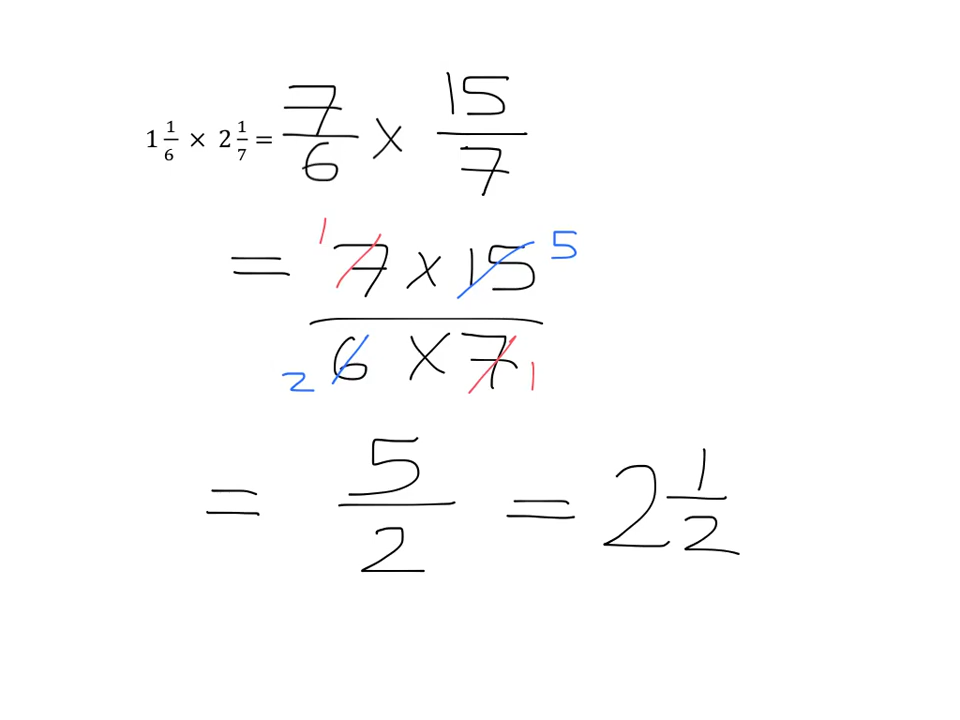 1 1/6 × 2 1/7 = 7/6 × 15/7
1 5
= 7 × 15 / 6 × 7
2 1
= 5/2 = 2 1/2